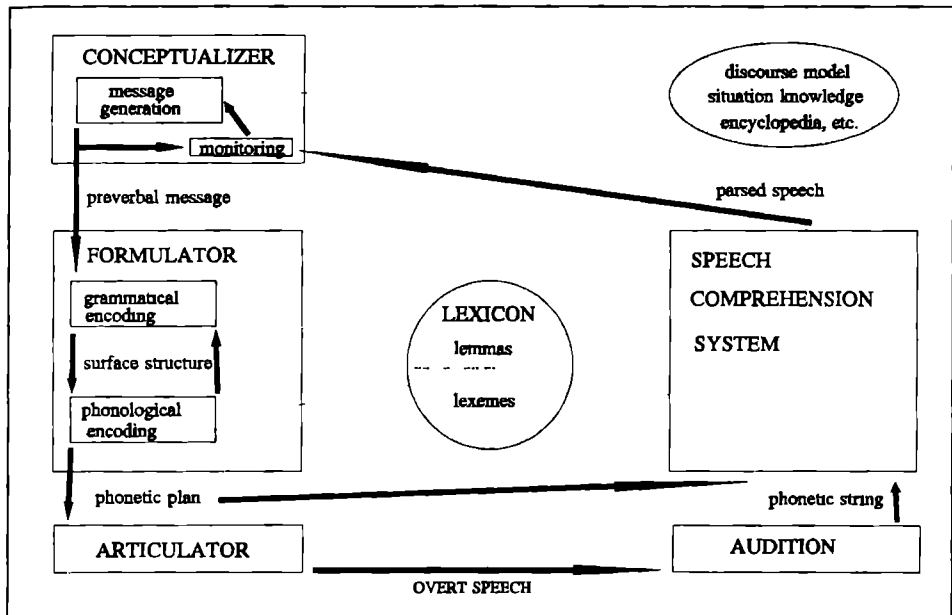 CONCEPTUALIZER
message
generation
monitoring
discourse model
situation knowledge
encyclopedia, etc.
preverbal message
parsed speech
FORMULATOR
grammatical
encoding
surface structure
phonological
encoding
LEXICON
lemmas
lexemes
SPEECH
COMPREHENSION
SYSTEM
phonetic plan
phonetic string
ARTICULATOR
AUDITION
OVERT SPEECH